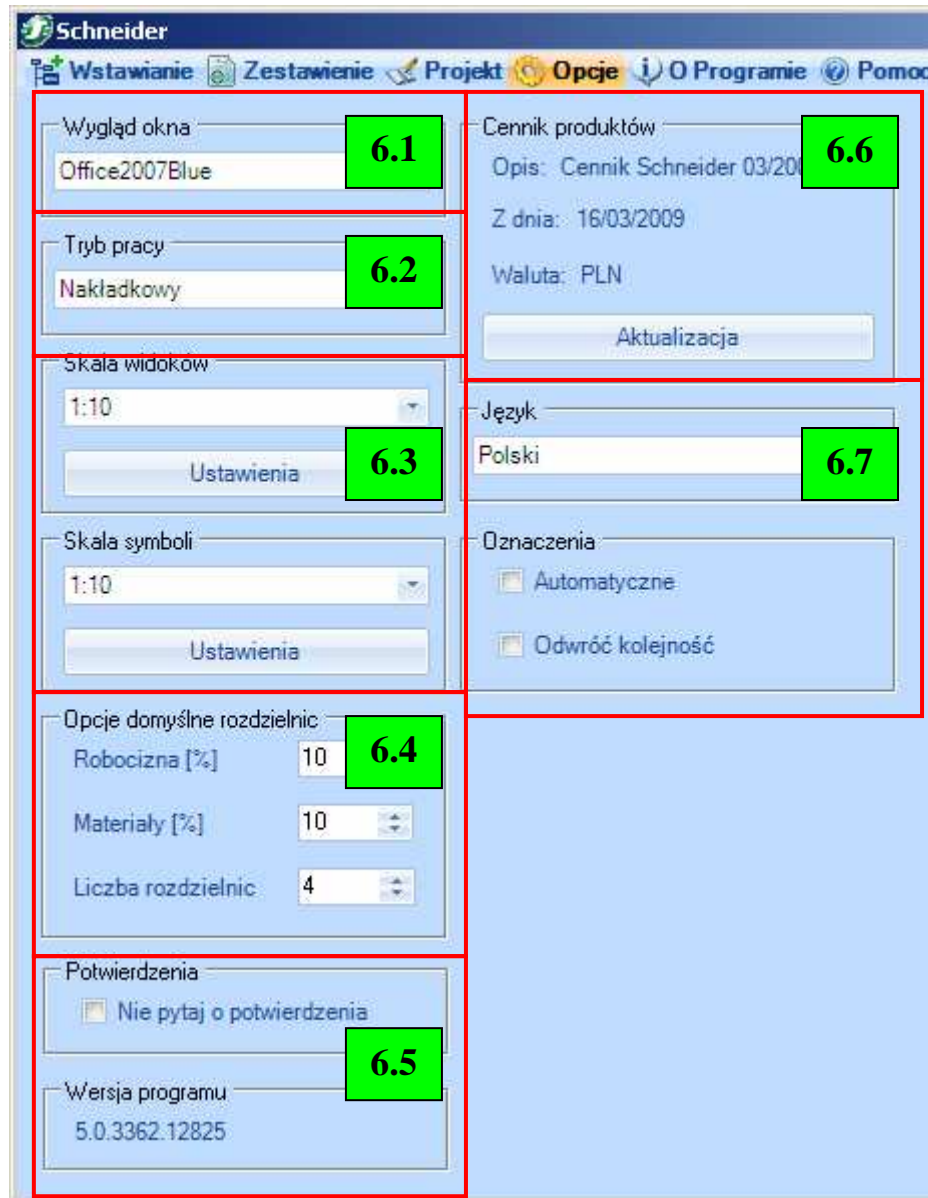 Schneider
Wstawianie Zestawienie Projekt Opcje O Programie Pomoc
Wygląd okna
6.1
Office2007Blue
Tryb pracy
6.2
Nakładkowy
Skala widoków
1:10
Ustawienia
6.3
Skala symboli
1:10
Ustawienia
Opcje domyślne rozdzielnic
6.4
Robocizna [%] 10
Materiały [%] 10
Liczba rozdzielnic 4
Potwierdzenia
Nie pytaj o potwierdzenia
6.5
Wersja programu
5.0.3362.12825
Cennik produktów
6.6
Opis: Cennik Schneider 03/200
Z dnia: 16/03/2009
Waluta: PLN
Aktualizacja
Język
Polski
6.7
Oznaczenia
Automatyczne
Odwróć kolejność